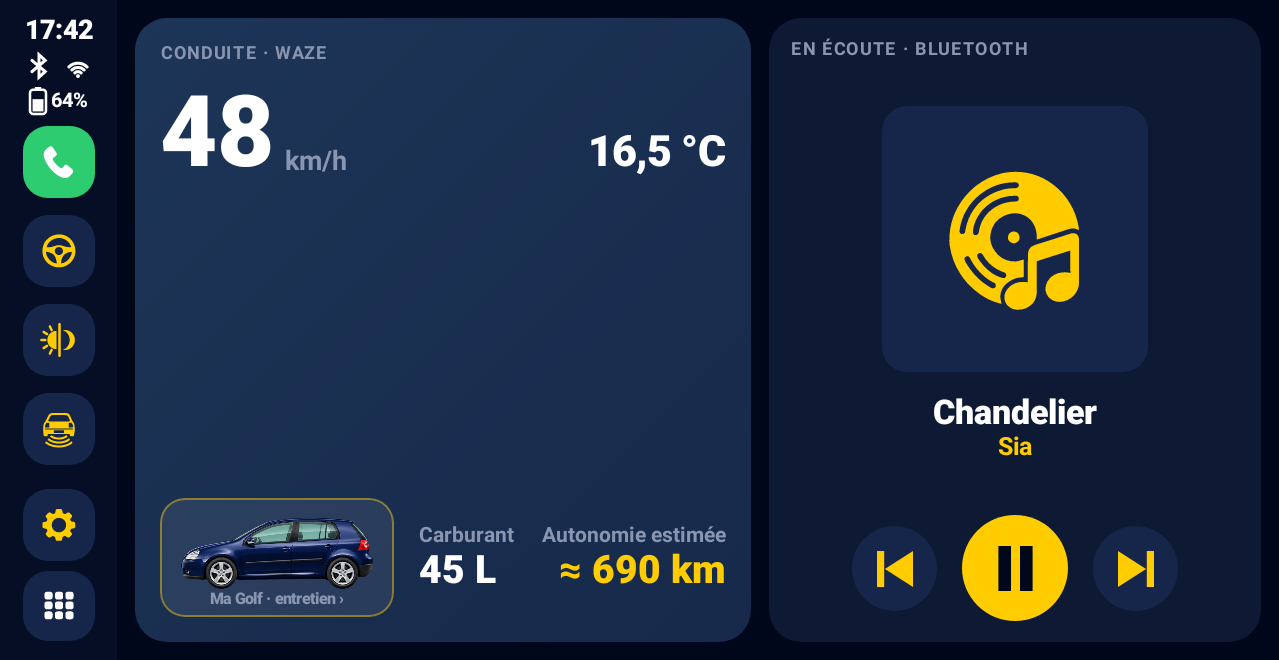 17:42
64%
CONDUITE · WAZE
48 km/h
16,5 °C
Ma Golf · entretien ›
Carburant
45 L
Autonomie estimée
≈ 690 km
EN ÉCOUTE · BLUETOOTH
Chandelier
Sia